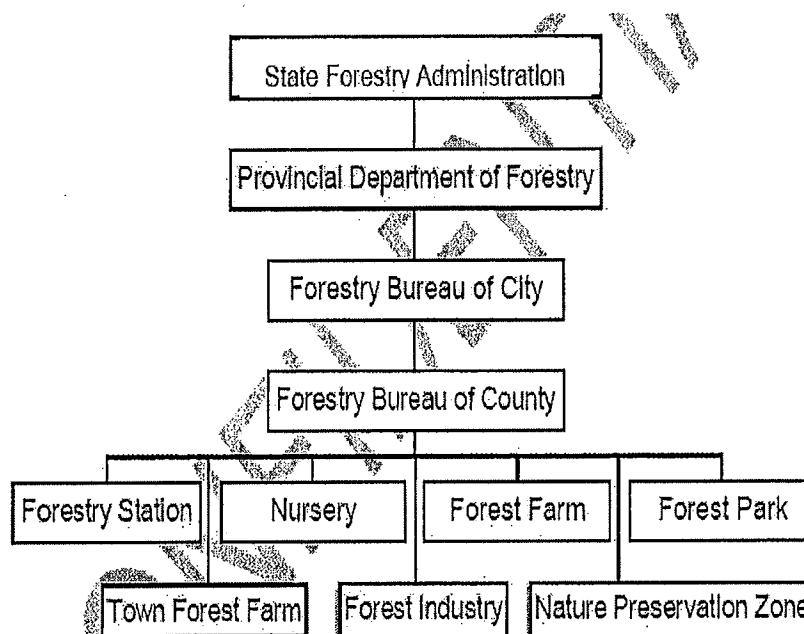 State Forestry Administration
Provincial Department of Forestry
Forestry Bureau of City
Forestry Bureau of County
Forestry Station
Nursery
Forest Farm
Forest Park
Town Forest Farm
Forest Industry
Nature Preservation Zone